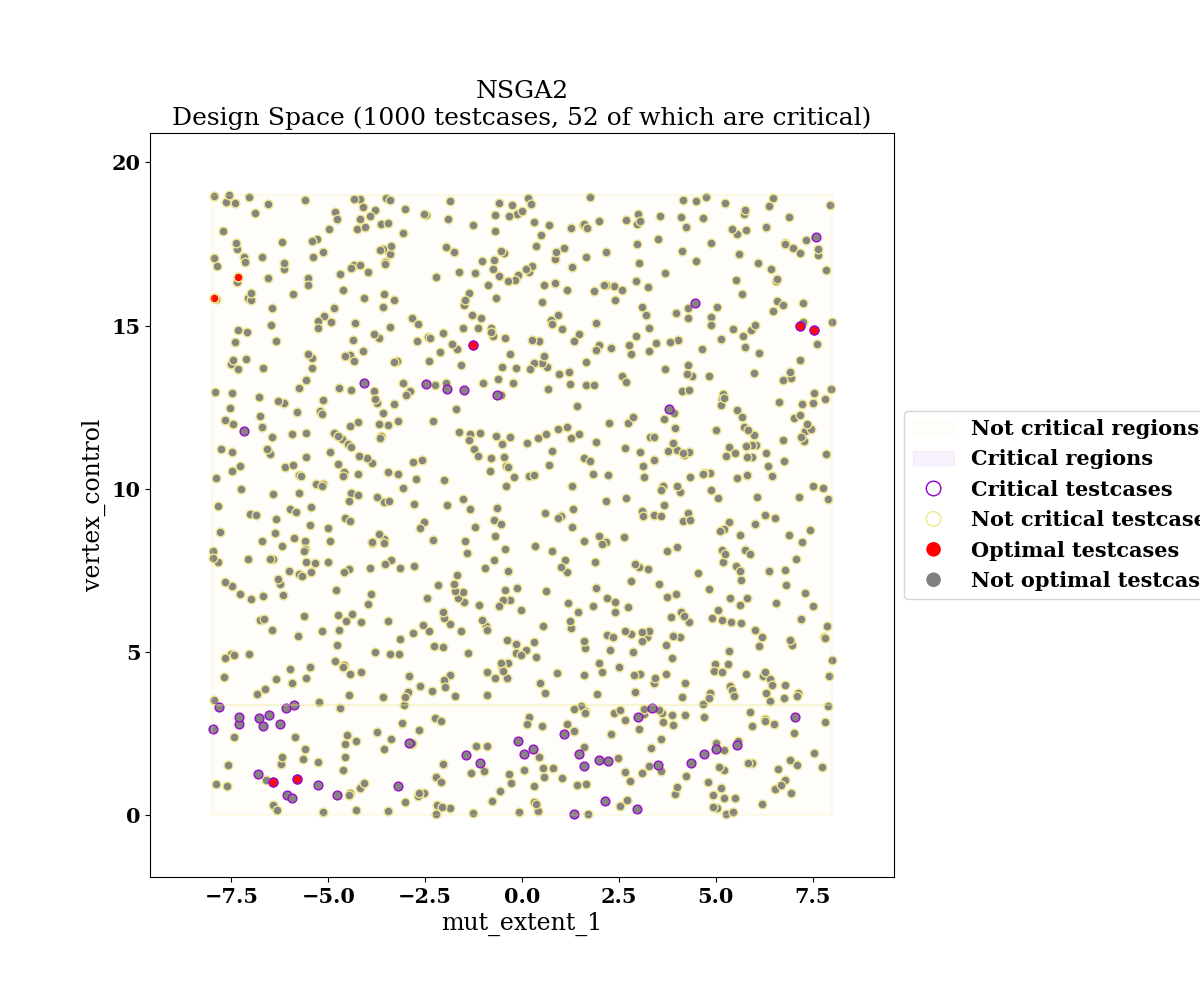 NSGA2
Design Space (1000 testcases, 52 of which are critical)
20
15
10
5
0
vertex_control
−7.5 −5.0 −2.5 0.0 2.5 5.0 7.5
mut_extent_1
Not critical regions
Critical regions
Critical testcases
Not critical testcase
Optimal testcases
Not optimal testcas